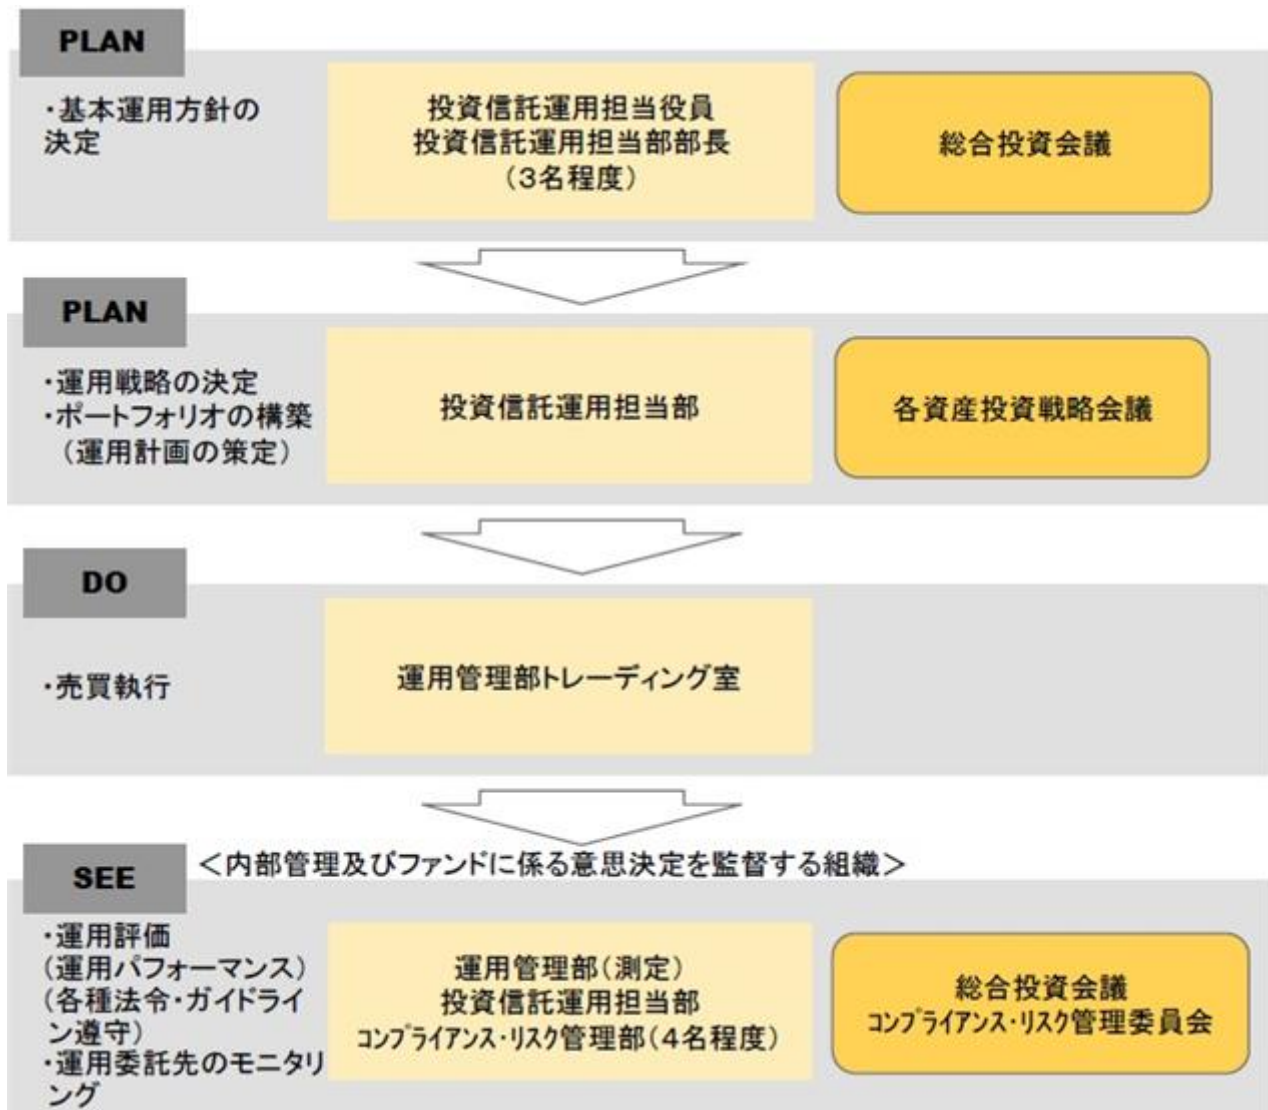 PLAN
・基本運用方針の
決定
投資信託運用担当役員
投資信託運用担当部部長
（3名程度）
総合投資会議
PLAN
・運用戦略の決定
・ポートフォリオの構築
（運用計画の策定）
投資信託運用担当部
各資産投資戦略会議
DO
・売買執行
運用管理部トレーディング室
SEE
＜内部管理及びファンドに係る意思決定を監督する組織＞
・運用評価
(運用パフォーマンス)
(各種法令・ガイドライ
ン遵守)
・運用委託先のモニタリ
ング
運用管理部(測定)
投資信託運用担当部
ｺﾝﾌﾟﾗｲｱﾝｽ・ﾘｽｸ管理部(4名程度)
総合投資会議
ｺﾝﾌﾟﾗｲｱﾝｽ・ﾘｽｸ管理委員会